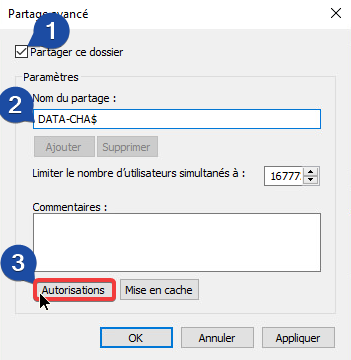 Partage avancé
1
Partager ce dossier
Paramètres
2
Nom du partage :
DATA-CHA$
Ajouter Supprimer
Limiter le nombre d'utilisateurs simultanés à : 16777
Commentaires :
3
Autorisations Mise en cache
OK Annuler Appliquer